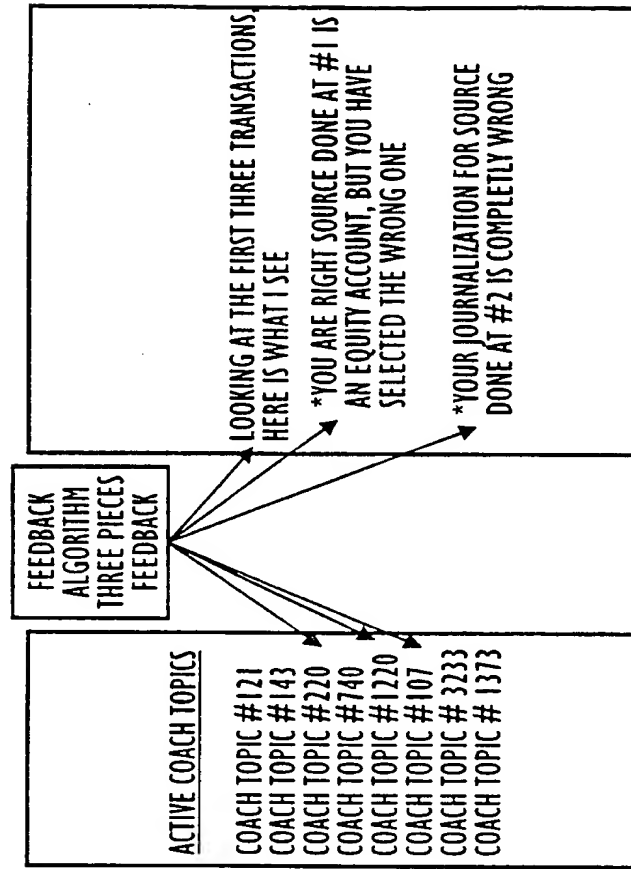 ACTIVE COACH TOPICS
COACH TOPIC #121
COACH TOPIC #143
COACH TOPIC #220
COACH TOPIC #740
COACH TOPIC #1220
COACH TOPIC #107
COACH TOPIC # 3233
COACH TOPIC # 1373
FEEDBACK
ALGORITHM
THREE PIECES
FEEDBACK
LOOKING AT THE FIRST THREE TRANSACTIONS,
HERE IS WHAT I SEE
*YOU ARE RIGHT SOURCE DONE AT #1 IS
AN EQUITY ACCOUNT, BUT YOU HAVE
SELECTED THE WRONG ONE
*YOUR JOURNALIZATION FOR SOURCE
DONE AT #2 IS COMPLETLY WRONG